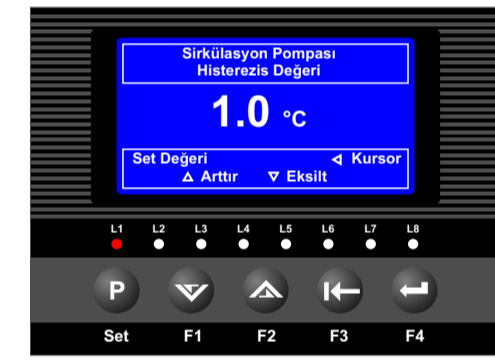 Sirkülasyon Pompası
Histerezis Değeri
1.0 °C
Set Değeri Kursor
Arttır Eksilt
L1 L2 L3 L4 L5 L6 L7 L8
P
Set F1 F2 F3 F4